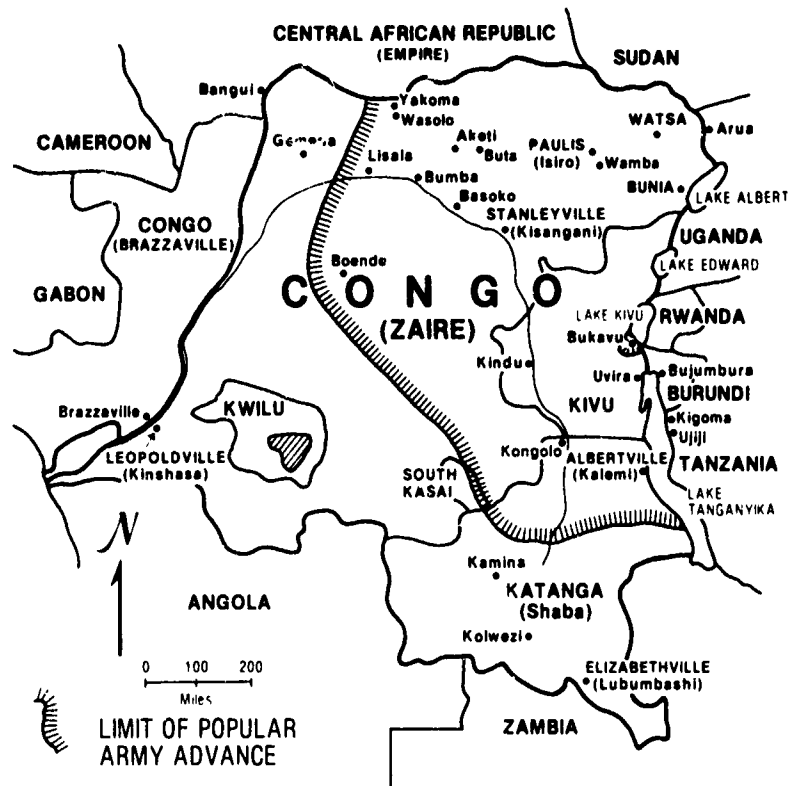 CENTRAL AFRICAN REPUBLIC
(EMPIRE)
SUDAN
Bangui
Yakoma
Wasolo
CAMEROON
Aketi
Buta
PAULIS
(Isiro)
WATSA
Arua
Lisala
Wamba
Bumba
BUNIA
LAKE ALBERT
Basoko
CONGO
(BRAZZAVILLE)
STANLEYVILLE
(Kisangani)
UGANDA
Boende
LAKE EDWARD
GABON
CONGO
(ZAIRE)
LAKE KIVU
RWANDA
Bukavu
Kindu
Uvira
Bujumbura
BURUNDI
KIVU
Brazzaville
KWILU
Kigoma
Ujiji
LEOPOLDVILLE
(Kinshasa)
Kongolo
ALBERTVILLE
(Kalemi)
TANZANIA
SOUTH
KASAI
LAKE
TANGANYIKA
N
Kamina
KATANGA
(Shaba)
ANGOLA
Kolwezi
0 100 200
Miles
ELIZABETHVILLE
(Lubumbashi)
LIMIT OF POPULAR
ARMY ADVANCE
ZAMBIA